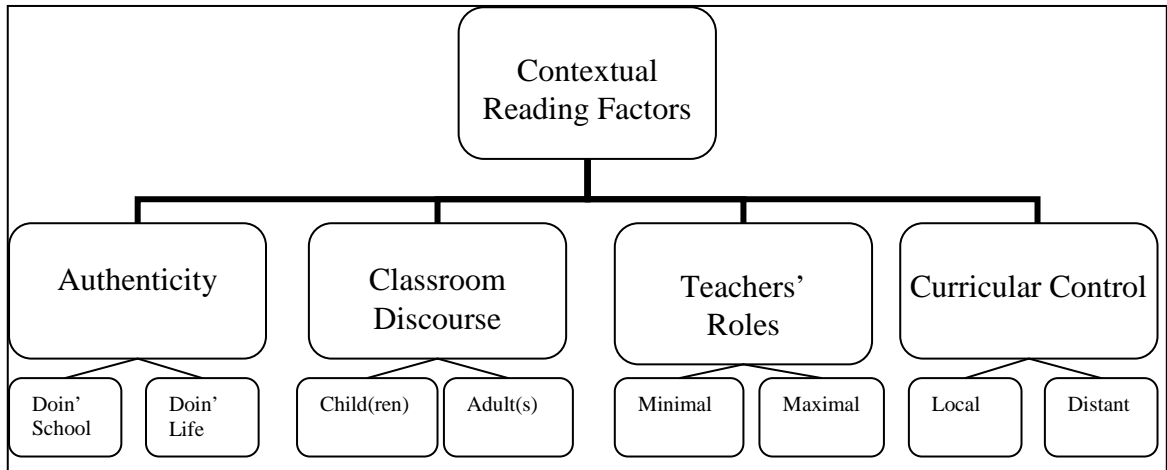 Contextual
Reading Factors
Authenticity
Classroom
Discourse
Teachers’
Roles
Curricular Control
Doin’
School
Doin’
Life
Child(ren)
Adult(s)
Minimal
Maximal
Local
Distant